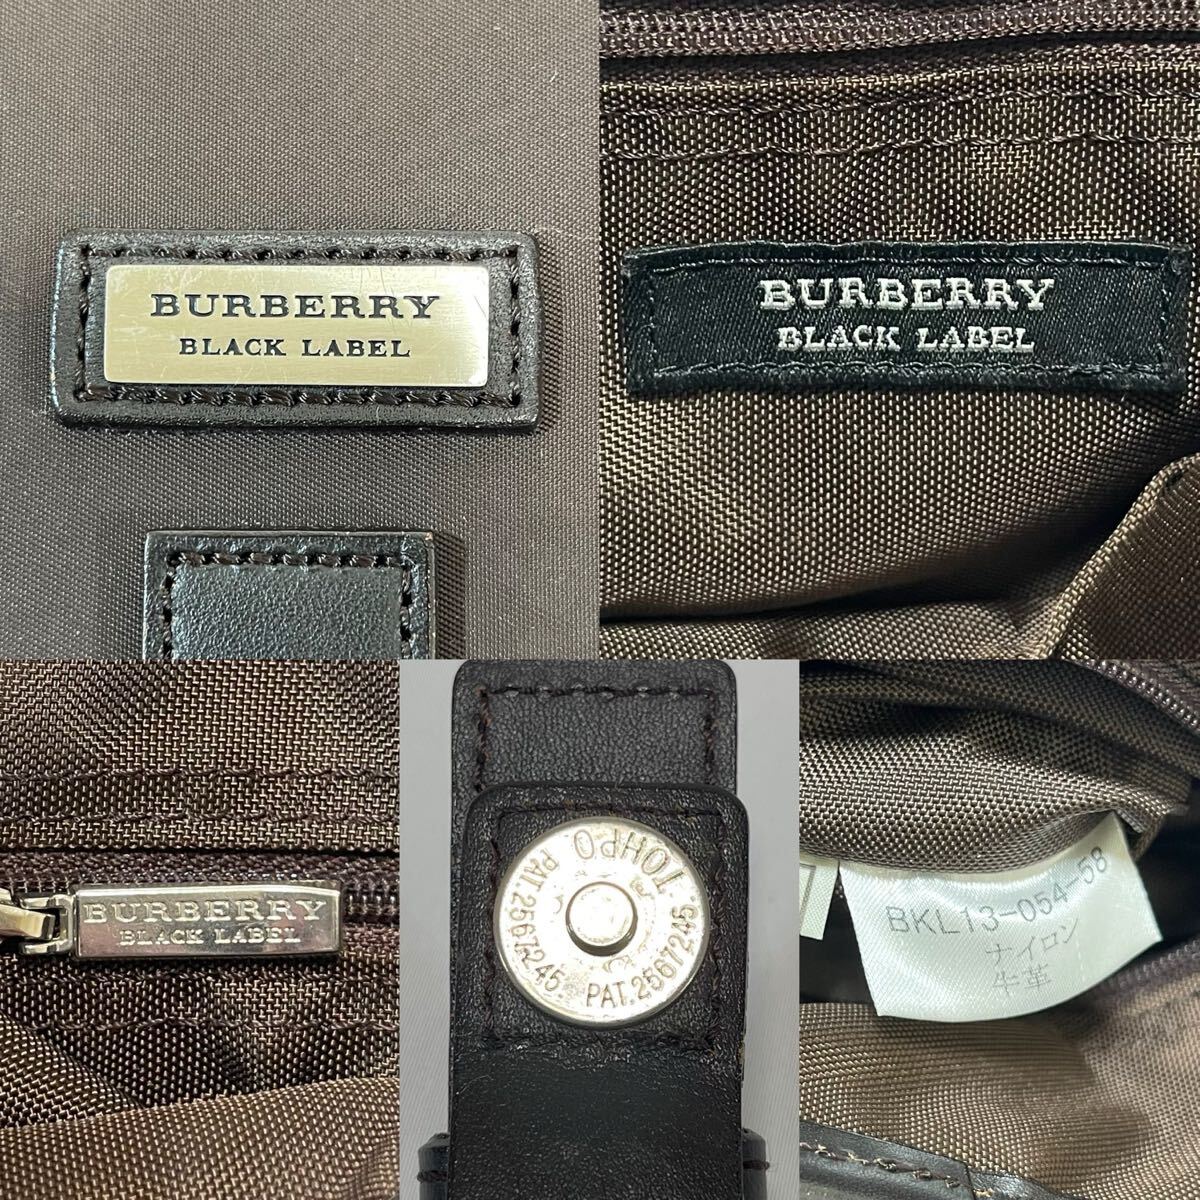 BURBERRY
BLACK LABEL
BURBERRY
BLACK LABEL
BURBERRY
BLACK LABEL
TOHPO
PAT.2567245.
PAT.2567245.
BKL13-054-58
ナイロン
牛革